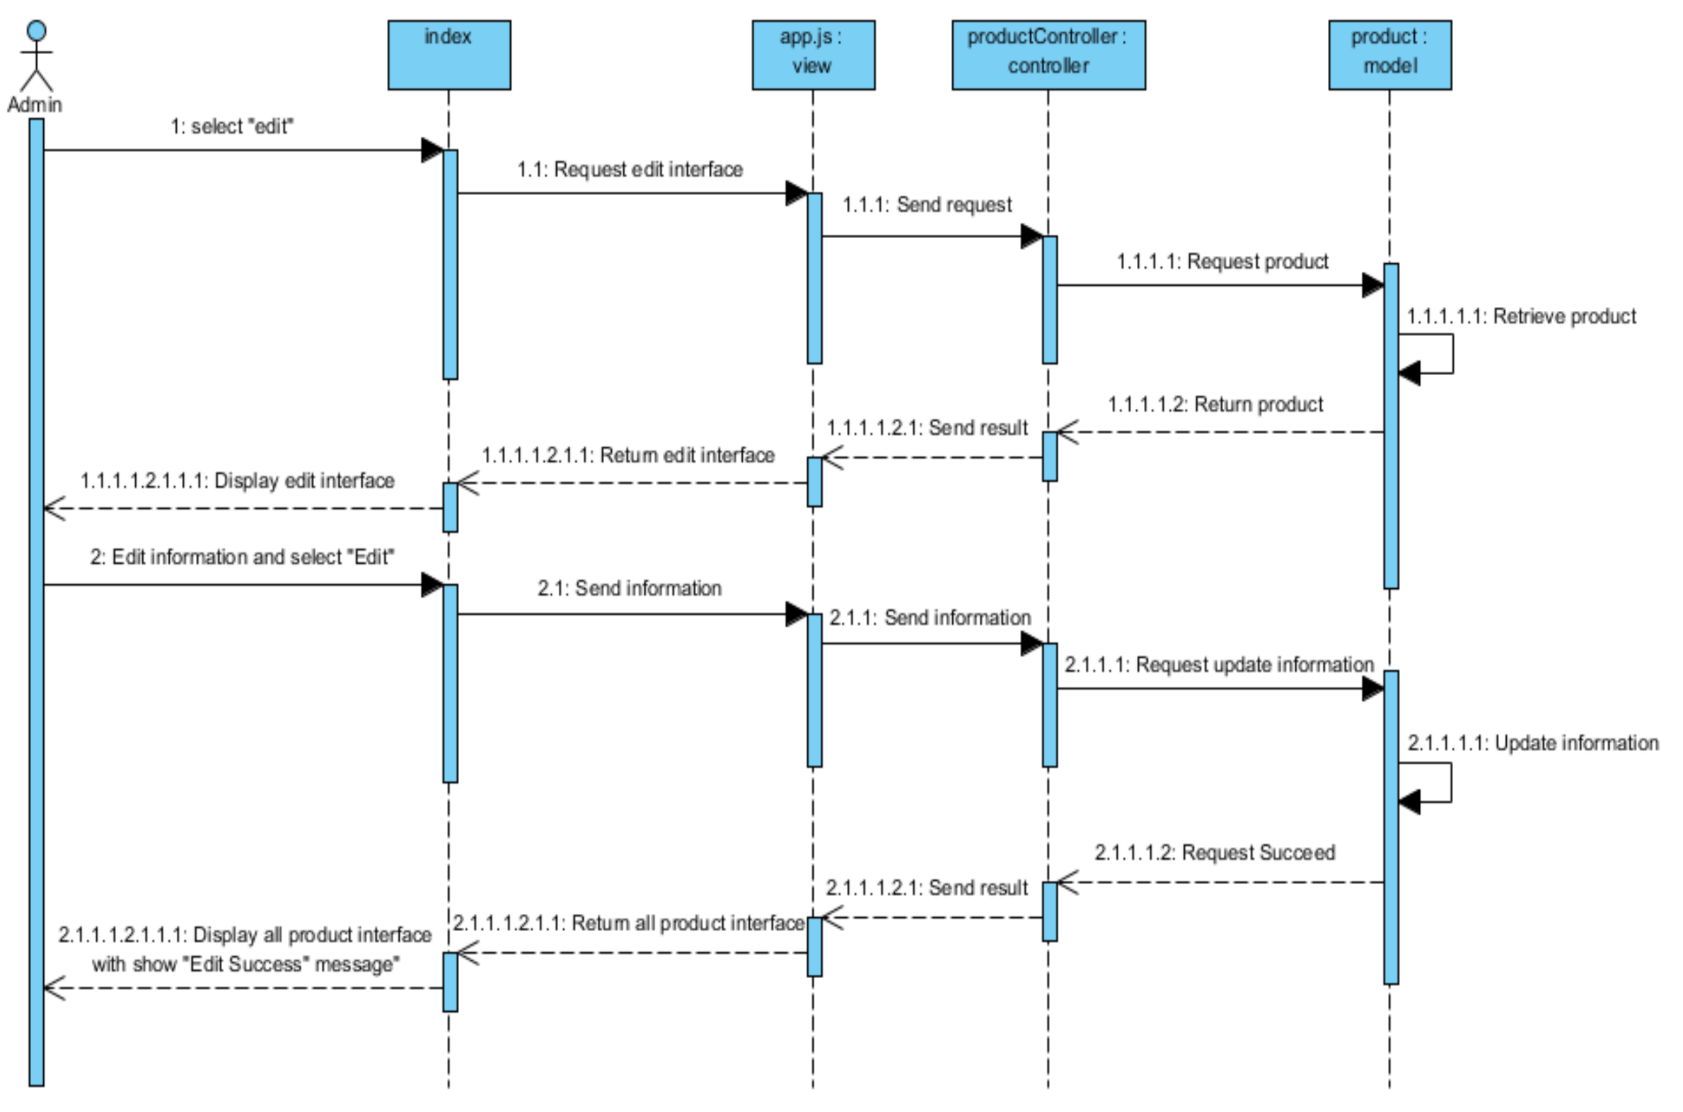 index
app.js :
view
productController :
controller
product :
model
Admin
1: select "edit"
1.1: Request edit interface
1.1.1: Send request
1.1.1.1: Request product
1.1.1.1.1: Retrieve product
1.1.1.1.2: Return product
1.1.1.1.2.1: Send result
1.1.1.1.2.1.1: Return edit interface
1.1.1.1.2.1.1.1: Display edit interface
2: Edit information and select "Edit"
2.1: Send information
2.1.1: Send information
2.1.1.1: Request update information
2.1.1.1.1: Update information
2.1.1.1.2: Request Succeed
2.1.1.1.2.1: Send result
2.1.1.1.2.1.1: Return all product interface
2.1.1.1.2.1.1.1: Display all product interface
with show "Edit Success" message"